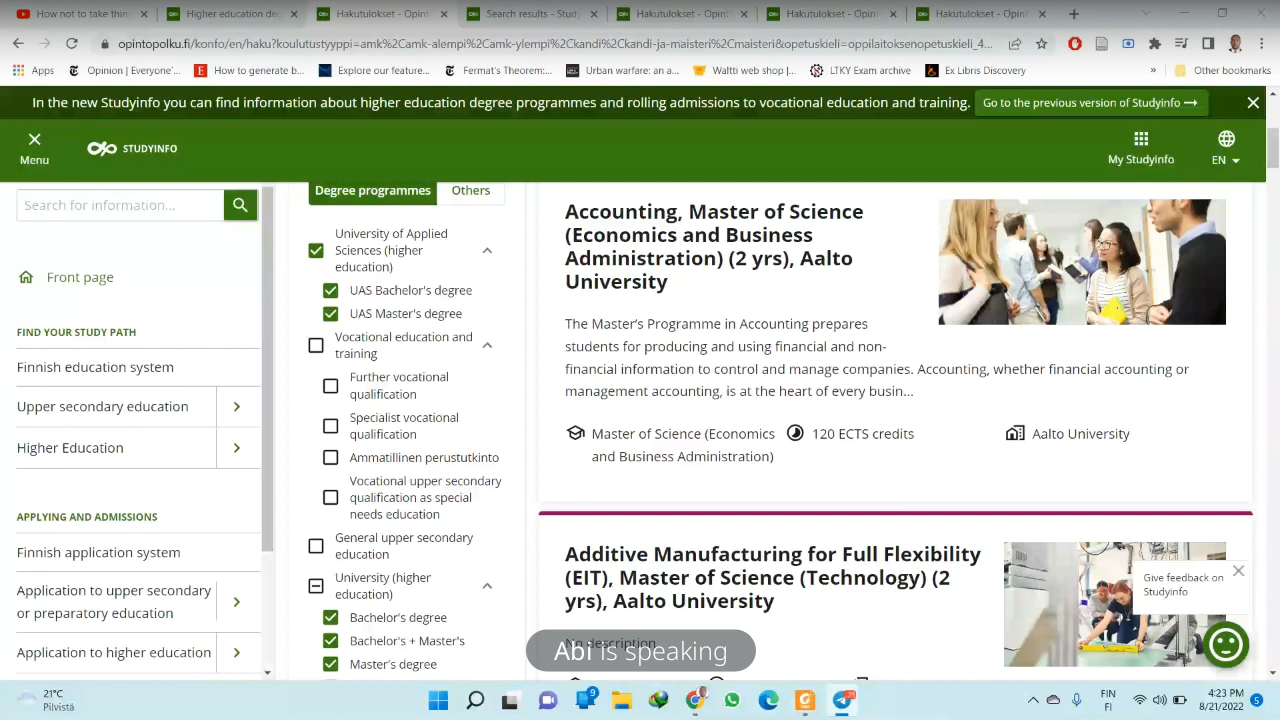 How not to take thin
Higher education deg
Hakutulokset - Opint
Search results - Study
Hakutulokset - Opint
Hakutulokset - Opint
Hakutulokset - Opint
opintopolku.fi/konfo/en/haku?koulutustyyppi=amk%2Camk-alempi%2Camk-ylempi%2Ckandi%2Ckandi-ja-maisteri%2Cmaisteri&opetuskieli=oppilaitoksenopetuskieli_4...
Apps
Opinion | Everyone'...
How to generate b...
Explore our feature...
Fermat's Theorem:...
Urban warfare: an a...
Waltti web shop |...
LTKY Exam archive
Ex Libris Discovery
»
Other bookmarks
In the new Studyinfo you can find information about higher education degree programmes and rolling admissions to vocational education and training.
Go to the previous version of Studyinfo →
Menu
STUDYINFO
My Studyinfo
EN
Search for information...
Front page
FIND YOUR STUDY PATH
Finnish education system
Upper secondary education
Higher Education
APPLYING AND ADMISSIONS
Finnish application system
Application to upper secondary
or preparatory education
Application to higher education
Degree programmes
Others
University of Applied
Sciences (higher
education)
UAS Bachelor's degree
UAS Master's degree
Vocational education and
training
Further vocational
qualification
Specialist vocational
qualification
Ammatillinen perustutkinto
Vocational upper secondary
qualification as special
needs education
General upper secondary
education
University (higher
education)
Bachelor's degree
Bachelor's + Master's
Master's degree
Accounting, Master of Science
(Economics and Business
Administration) (2 yrs), Aalto
University
The Master's Programme in Accounting prepares
students for producing and using financial and non-
financial information to control and manage companies. Accounting, whether financial accounting or
management accounting, is at the heart of every busin...
Master of Science (Economics
and Business Administration)
120 ECTS credits
Aalto University
Additive Manufacturing for Full Flexibility
(EIT), Master of Science (Technology) (2
yrs), Aalto University
No description
Give feedback on
Studyinfo
Abi is speaking
21°C
Pilvistä
9
FIN
FI
4:23 PM
8/21/2022
5